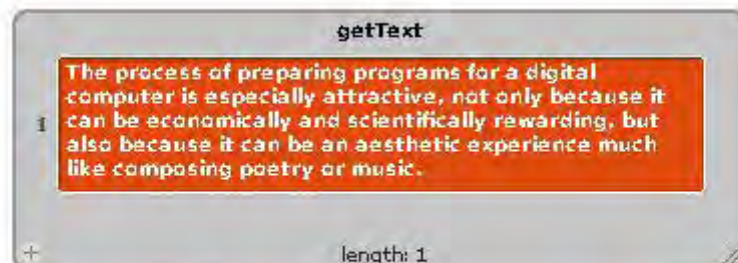 getText
The process of preparing programs for a digital
computer is especially attractive, not only because it
1 can be economically and scientifically rewarding, but
also because it can be an aesthetic experience much
like composing poetry or music.
+ length: 1